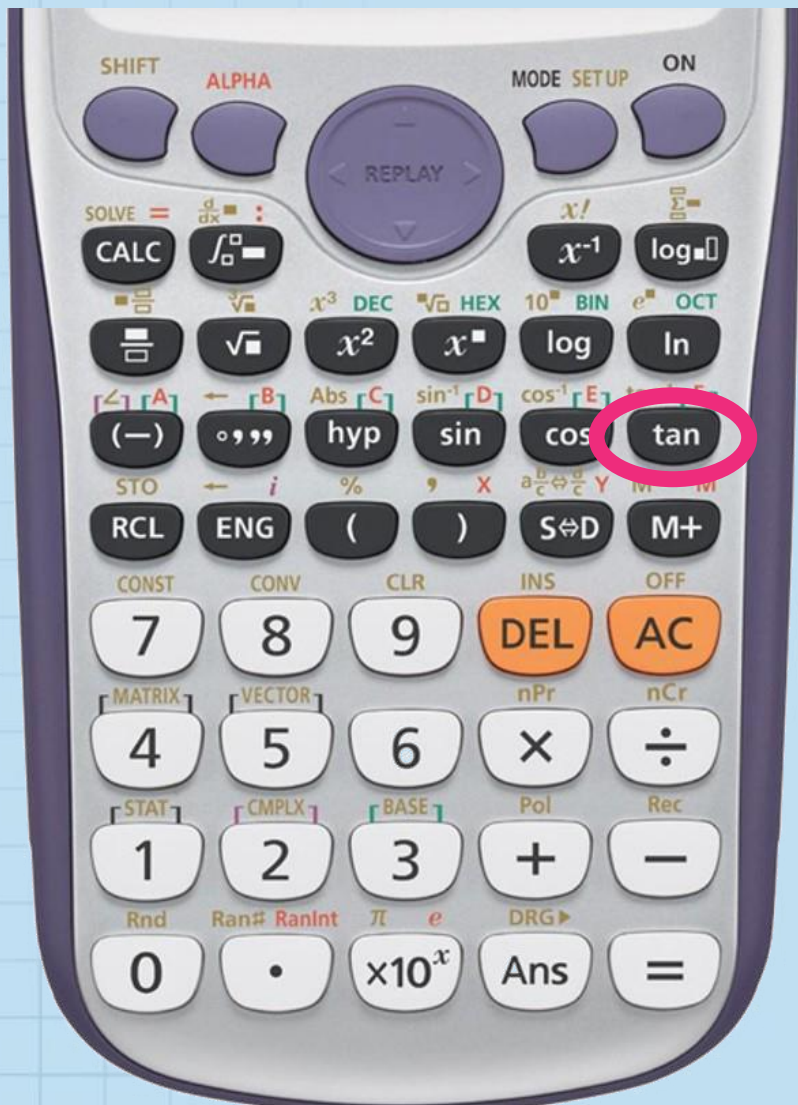 SHIFT ALPHA MODE SETUP ON
REPLAY
SOLVE = d/dx■ : x! Σ
CALC ∫ x⁻¹ log
³√■ x³ DEC ■√□ HEX 10■ BIN e■ OCT
√■ x² x■ log ln
∠ A ← B Abs C sin⁻¹ D cos⁻¹ E
(−) °,,, hyp sin cos tan
STO ← i % , X a b/c⇔d/c Y M
RCL ENG ( ) S⇔D M+
CONST CONV CLR INS OFF
7 8 9 DEL AC
MATRIX VECTOR nPr nCr
4 5 6 × ÷
STAT CMPLX BASE Pol Rec
1 2 3 + −
Rnd Ran# RanInt π e DRG▶
0 • ×10ˣ Ans =